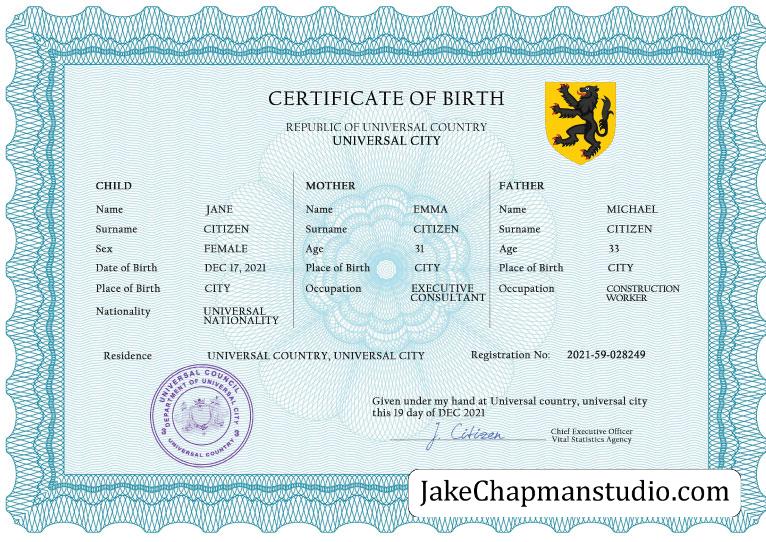 CERTIFICATE OF BIRTH
REPUBLIC OF UNIVERSAL COUNTRY
UNIVERSAL CITY
CHILD
Name JANE
Surname CITIZEN
Sex FEMALE
Date of Birth DEC 17, 2021
Place of Birth CITY
Nationality UNIVERSAL
NATIONALITY
MOTHER
Name EMMA
Surname CITIZEN
Age 31
Place of Birth CITY
Occupation EXECUTIVE
CONSULTANT
FATHER
Name MICHAEL
Surname CITIZEN
Age 33
Place of Birth CITY
Occupation CONSTRUCTION
WORKER
Residence UNIVERSAL COUNTRY, UNIVERSAL CITY
Registration No: 2021-59-028249
UNIVERSAL COUNCIL
DEPARTMENT OF UNIVERSAL CITY
UNIVERSAL COUNTRY
Given under my hand at Universal country, universal city
this 19 day of DEC 2021
J. Citizen
Chief Executive Officer
Vital Statistics Agency
JakeChapmanstudio.com